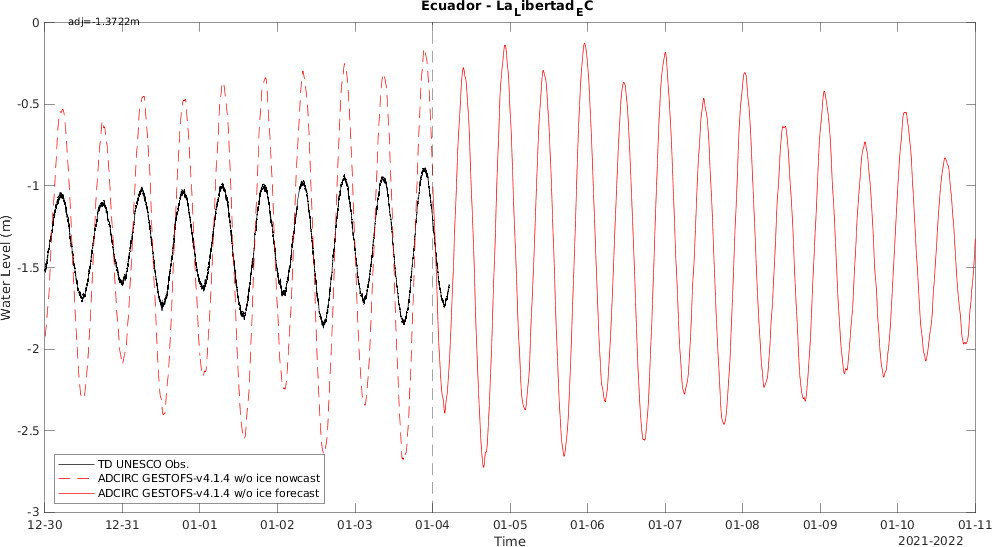 Ecuador - LaLibertadEC
adj=-1.3722m
0
-0.5
-1
-1.5
-2
-2.5
-3
Water Level (m)
TD UNESCO Obs.
ADCIRC GESTOFS-v4.1.4 w/o ice nowcast
ADCIRC GESTOFS-v4.1.4 w/o ice forecast
12-30 12-31 01-01 01-02 01-03 01-04 01-05 01-06 01-07 01-08 01-09 01-10 01-11
Time
2021-2022